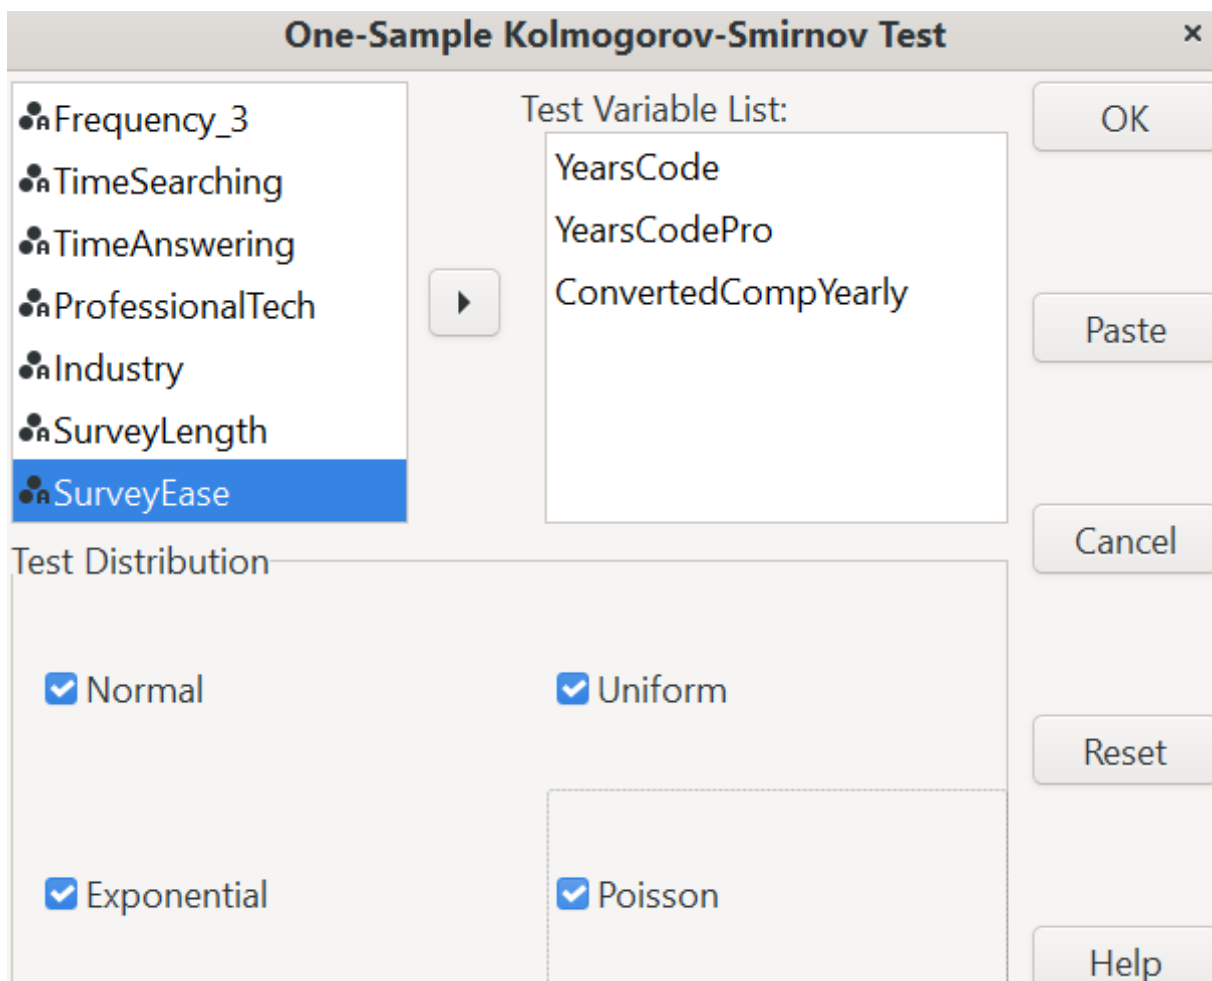 One-Sample Kolmogorov-Smirnov Test
Frequency_3
TimeSearching
TimeAnswering
ProfessionalTech
Industry
SurveyLength
SurveyEase
Test Variable List:
YearsCode
YearsCodePro
ConvertedCompYearly
OK
Paste
Cancel
Reset
Help
Test Distribution
Normal
Uniform
Exponential
Poisson